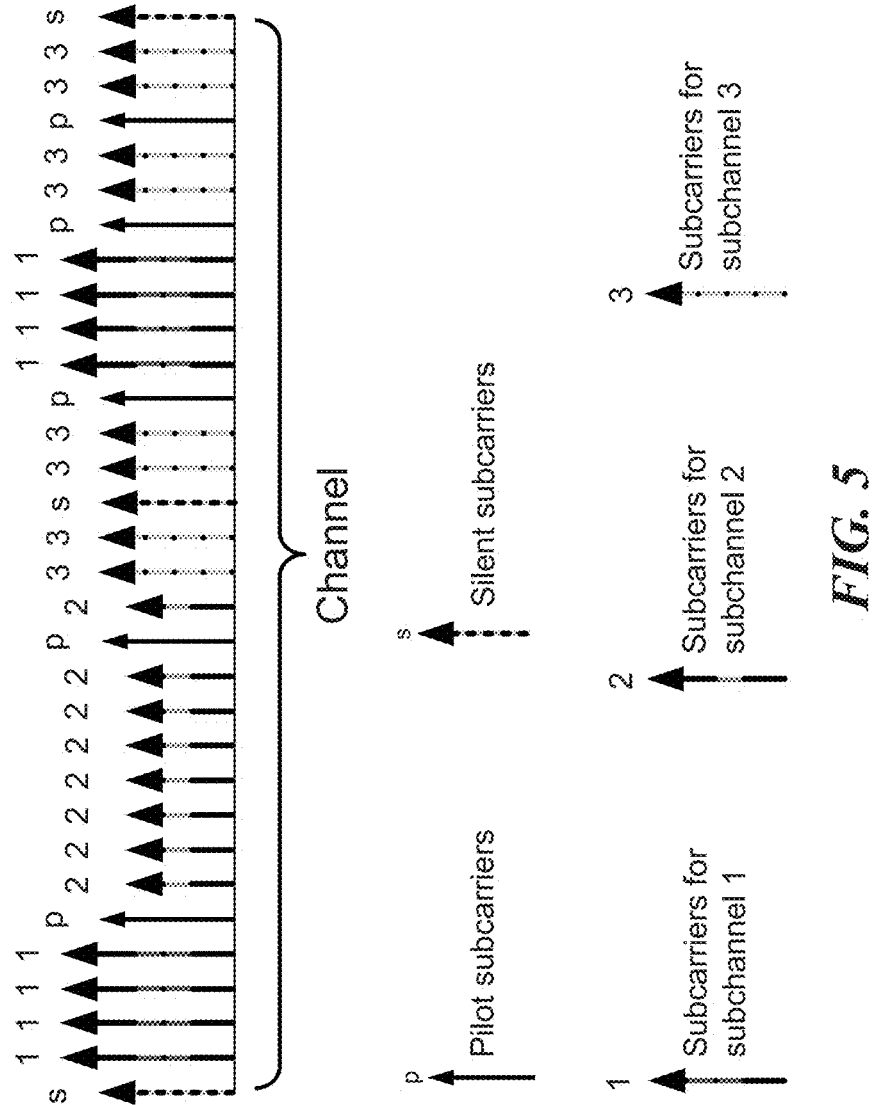 s 1 1 1 1 p 2 2 2 2 2 2 2 p 2 3 3 s 3 3 p 1 1 1 1 p 3 3 p 3 3 s
Channel
p
Pilot subcarriers
s
Silent subcarriers
1
Subcarriers for
subchannel 1
2
Subcarriers for
subchannel 2
3
Subcarriers for
subchannel 3
FIG. 5